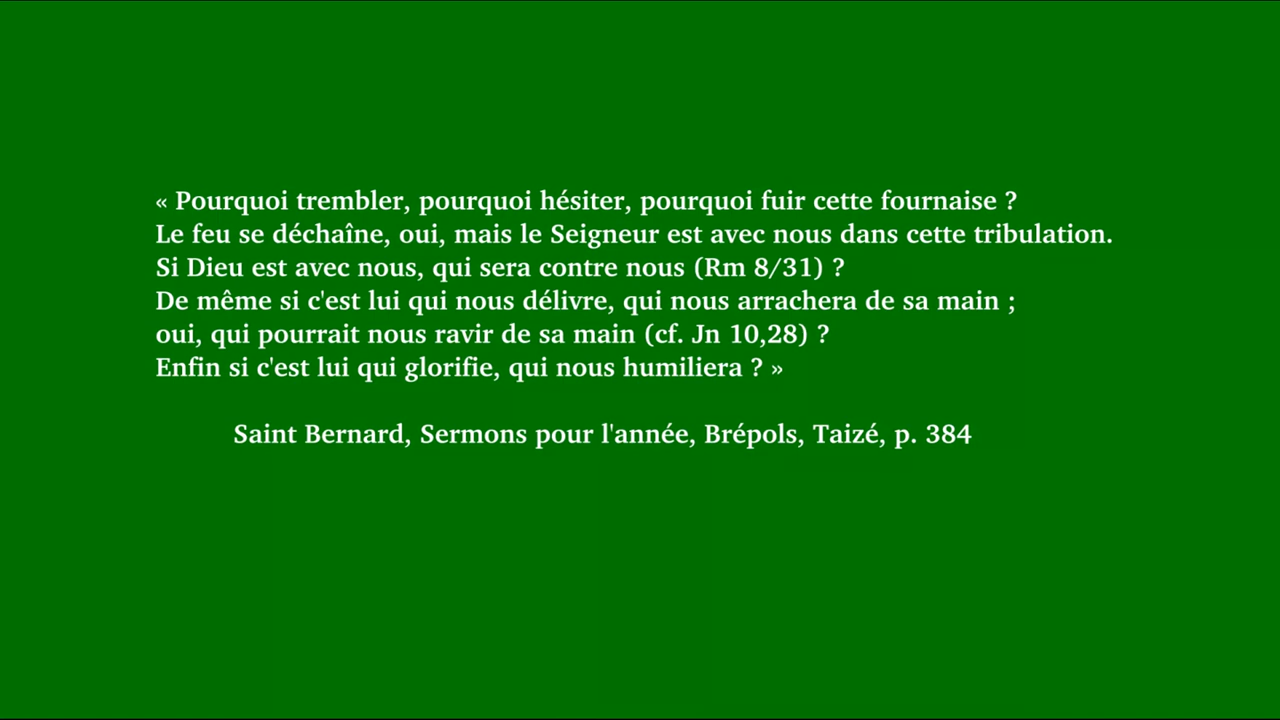 « Pourquoi trembler, pourquoi hésiter, pourquoi fuir cette fournaise ?
Le feu se déchaîne, oui, mais le Seigneur est avec nous dans cette tribulation.
Si Dieu est avec nous, qui sera contre nous (Rm 8/31) ?
De même si c'est lui qui nous délivre, qui nous arrachera de sa main ;
oui, qui pourrait nous ravir de sa main (cf. Jn 10,28) ?
Enfin si c'est lui qui glorifie, qui nous humiliera ? »
Saint Bernard, Sermons pour l'année, Brépols, Taizé, p. 384